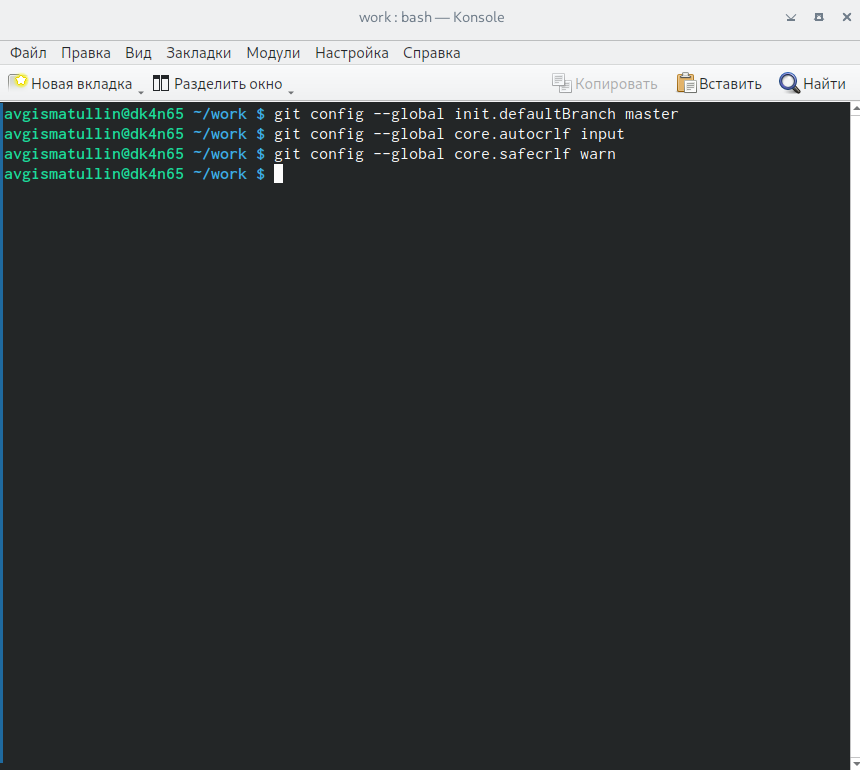 work : bash — Konsole
Файл Правка Вид Закладки Модули Настройка Справка
Новая вкладка Разделить окно Копировать Вставить Найти
avgismatullin@dk4n65 ~/work $ git config --global init.defaultBranch master
avgismatullin@dk4n65 ~/work $ git config --global core.autocrlf input
avgismatullin@dk4n65 ~/work $ git config --global core.safecrlf warn
avgismatullin@dk4n65 ~/work $